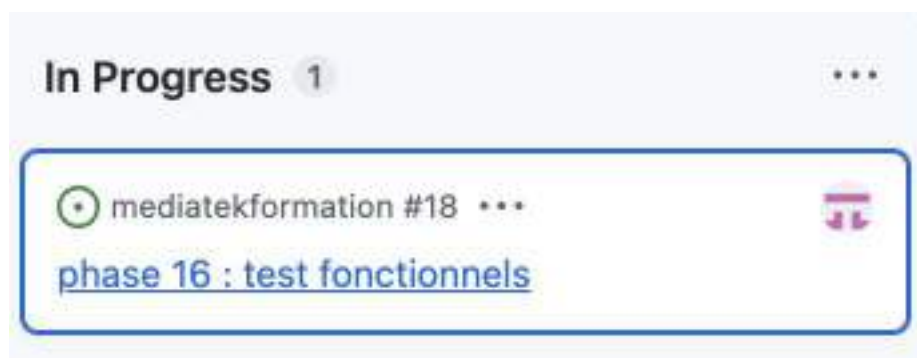 In Progress 1
mediatekformation #18
phase 16 : test fonctionnels